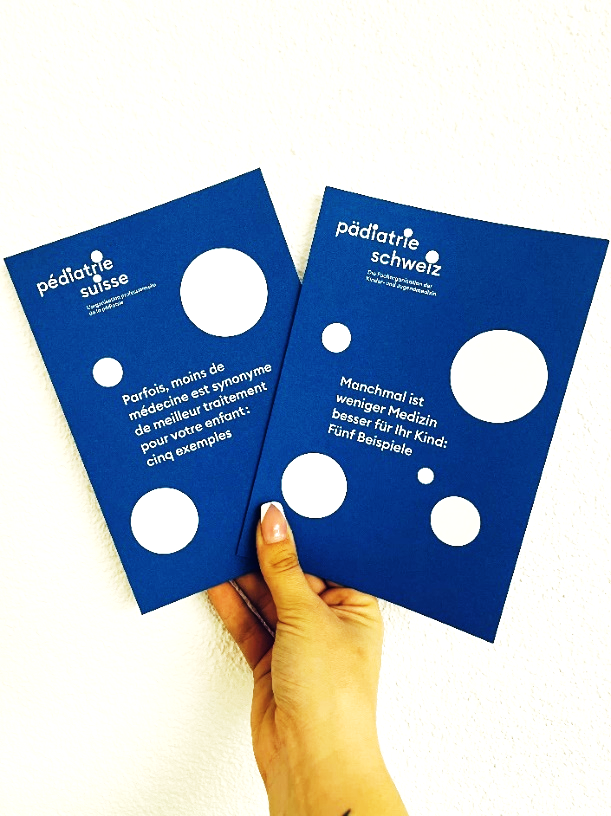 pédiatrie
suisse
L'organisation professionnelle
de la pédiatrie
Parfois, moins de
médecine est synonyme
de meilleur traitement
pour votre enfant:
cinq exemples
pädiatrie
schweiz
Die Fachorganisation der
Kinder- und Jugendmedizin
Manchmal ist
weniger Medizin
besser für Ihr Kind:
Fünf Beispiele